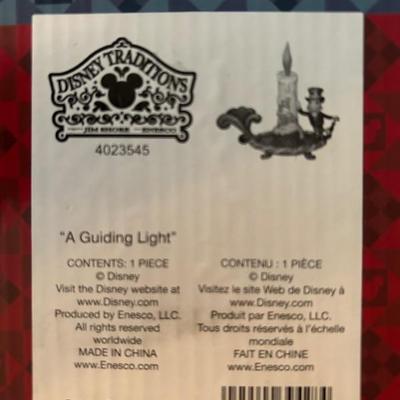 DISNEY TRADITIONS
JIM SHORE ENESCO
4023545
"A Guiding Light"
CONTENTS: 1 PIECE
© Disney
Visit the Disney website at
www.Disney.com
Produced by Enesco, LLC.
All rights reserved
worldwide
MADE IN CHINA
www.Enesco.com
CONTENU : 1 PIÈCE
© Disney
Visitez le site Web de Disney à
www.Disney.com
Produit par Enesco, LLC.
Tous droits réservés à l'échelle
mondiale
FAIT EN CHINE
www.Enesco.com